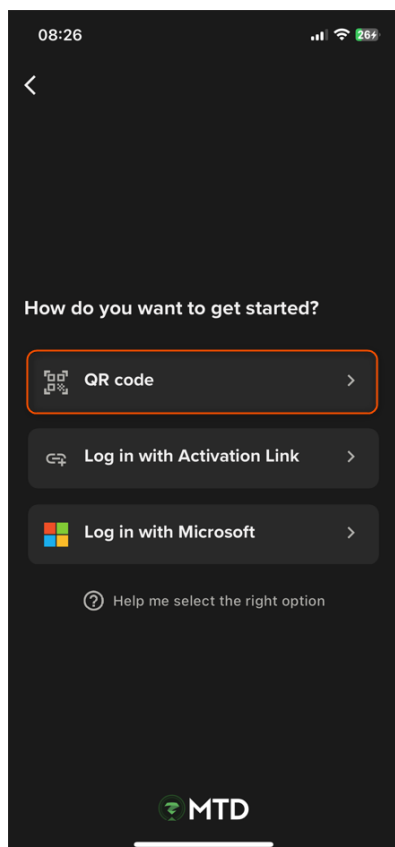 08:26
26
How do you want to get started?
QR code
Log in with Activation Link
Log in with Microsoft
Help me select the right option
MTD